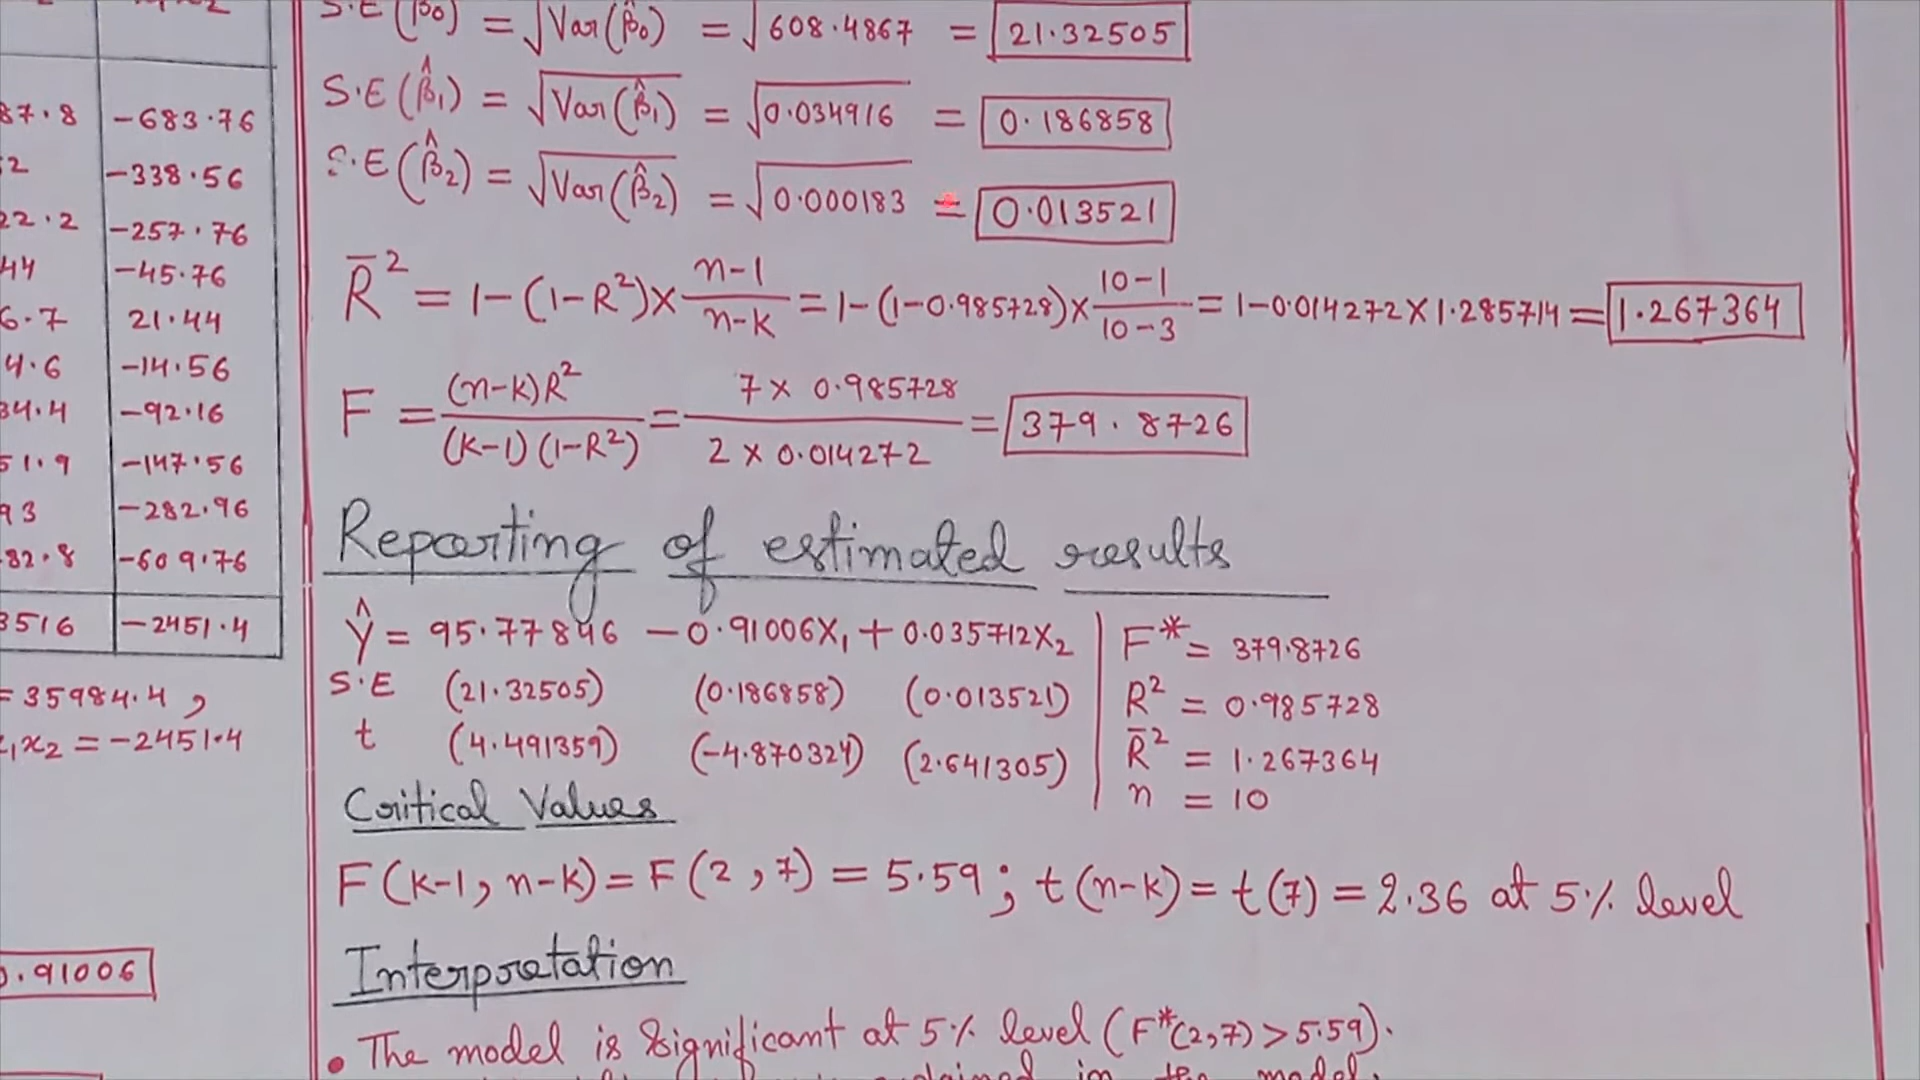 S.E(β̂0) = √Var(β̂0) = √608.4867 = 21.32505
S.E(β̂1) = √Var(β̂1) = √0.034916 = 0.186858
S.E(β̂2) = √Var(β̂2) = √0.000183 = 0.013521
R̄² = 1-(1-R²)× n-1/n-k = 1-(1-0.985728)× 10-1/10-3 = 1-0.014272×1.285714 = 1.267364
F = (n-k)R²/(k-1)(1-R²) = 7 × 0.985728/2 × 0.014272 = 379.8726
Reporting of estimated results
Ŷ = 95.77846 -0.91006X1 + 0.035712X2
S.E (21.32505) (0.186858) (0.013521)
t (4.491359) (-4.870324) (2.641305)
F* = 379.8726
R² = 0.985728
R̄² = 1.267364
n = 10
Critical Values
F(k-1, n-k) = F(2, 7) = 5.59; t(n-k) = t(7) = 2.36 at 5% level
Interpretation
• The model is significant at 5% level (F*(2,7) > 5.59).
in the model.
87.8 -683.76
2 -338.56
22.2 -257.76
44 -45.76
6.7 21.44
4.6 -14.56
34.4 -92.16
51.9 -147.56
93 -282.96
82.8 -609.76
3516 -2451.4
= 35984.4,
x2 = -2451.4
.91006